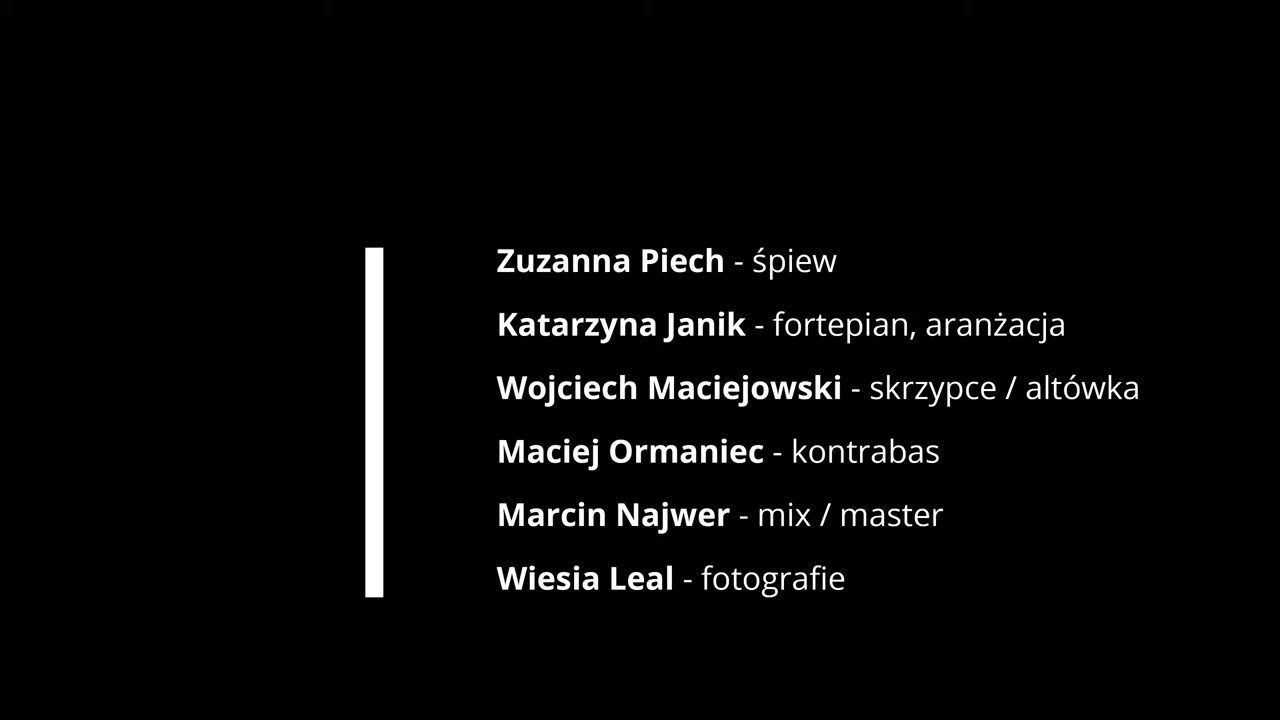 Zuzanna Piech - śpiew
Katarzyna Janik - fortepian, aranżacja
Wojciech Maciejowski - skrzypce / altówka
Maciej Ormaniec - kontrabas
Marcin Najwer - mix / master
Wiesia Leal - fotografie